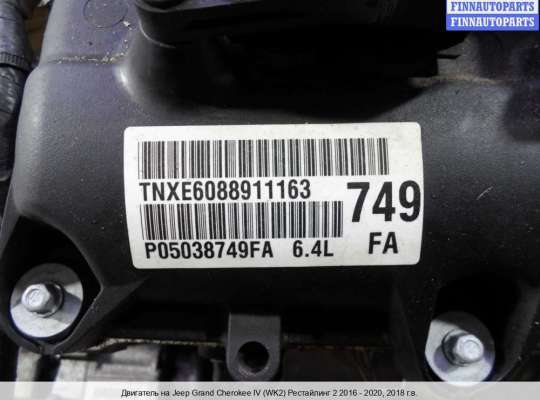 FINNAUTOPARTS
FINNAUTOPARTS
TNXE6088911163
749
P05038749FA 6.4L FA
Двигатель на Jeep Grand Cherokee IV (WK2) Рестайлинг 2 2016 - 2020, 2018 г.в.